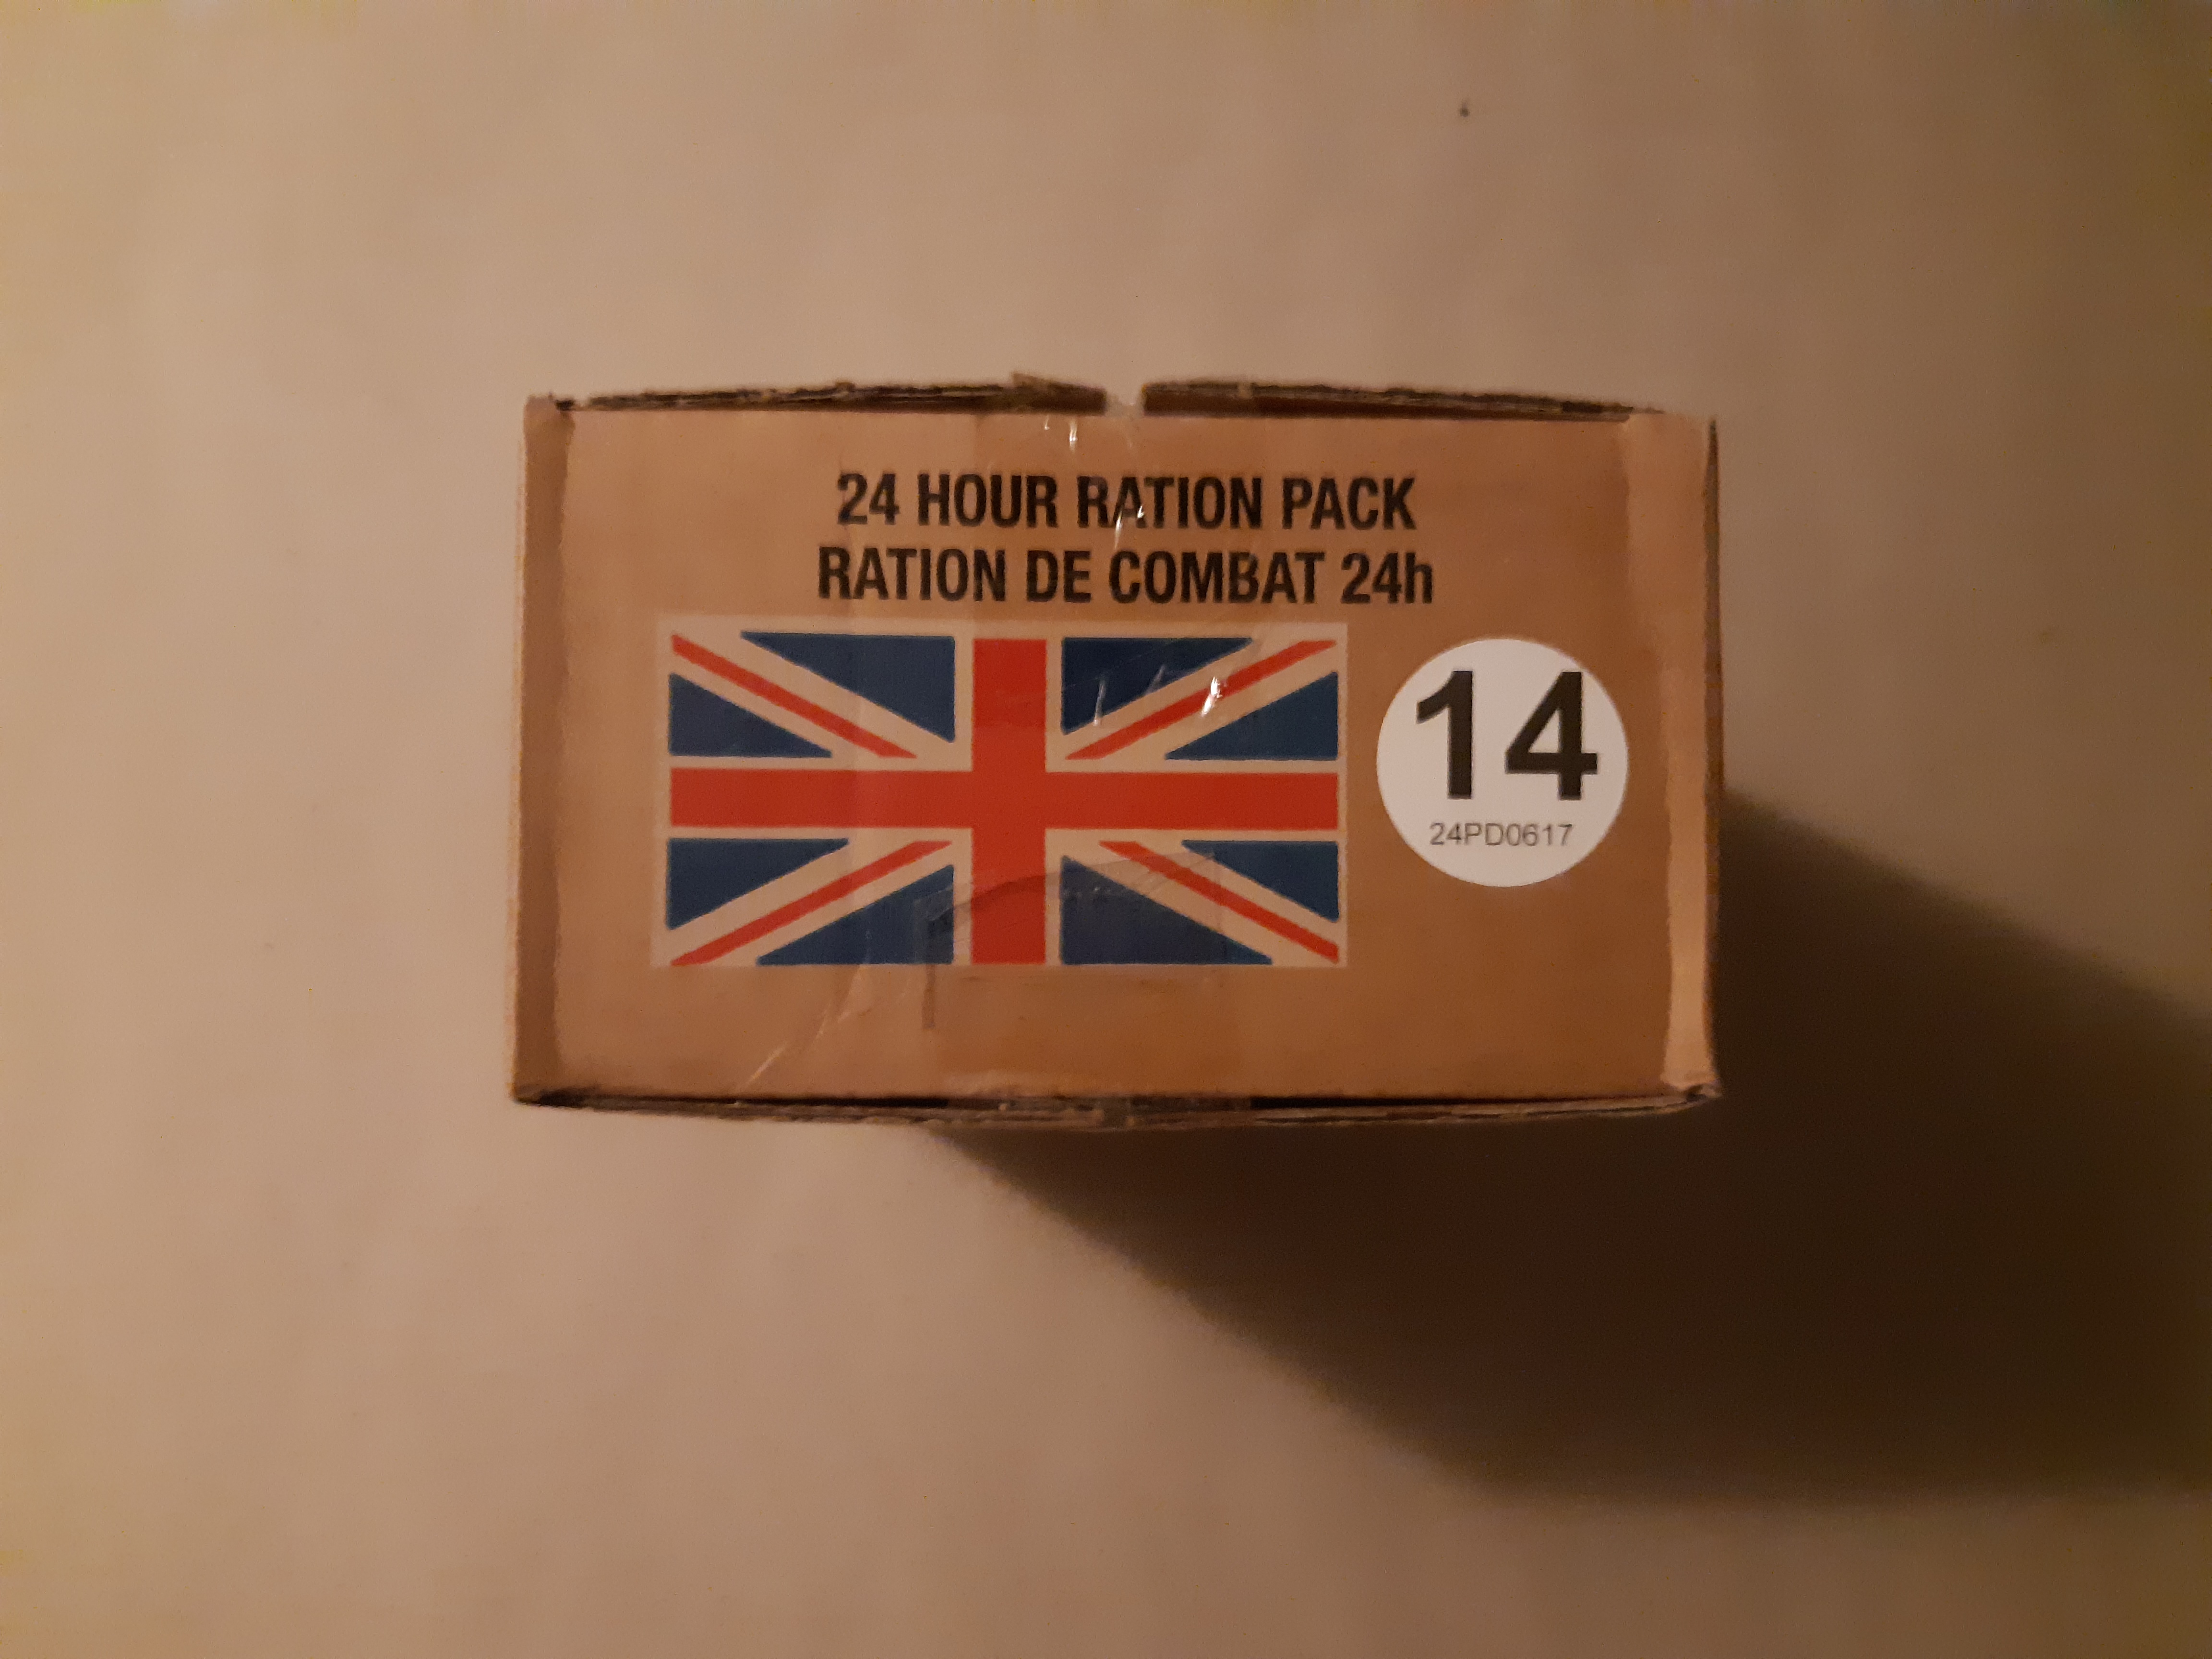 24 HOUR RATION PACK
RATION DE COMBAT 24h
14
24PD0617